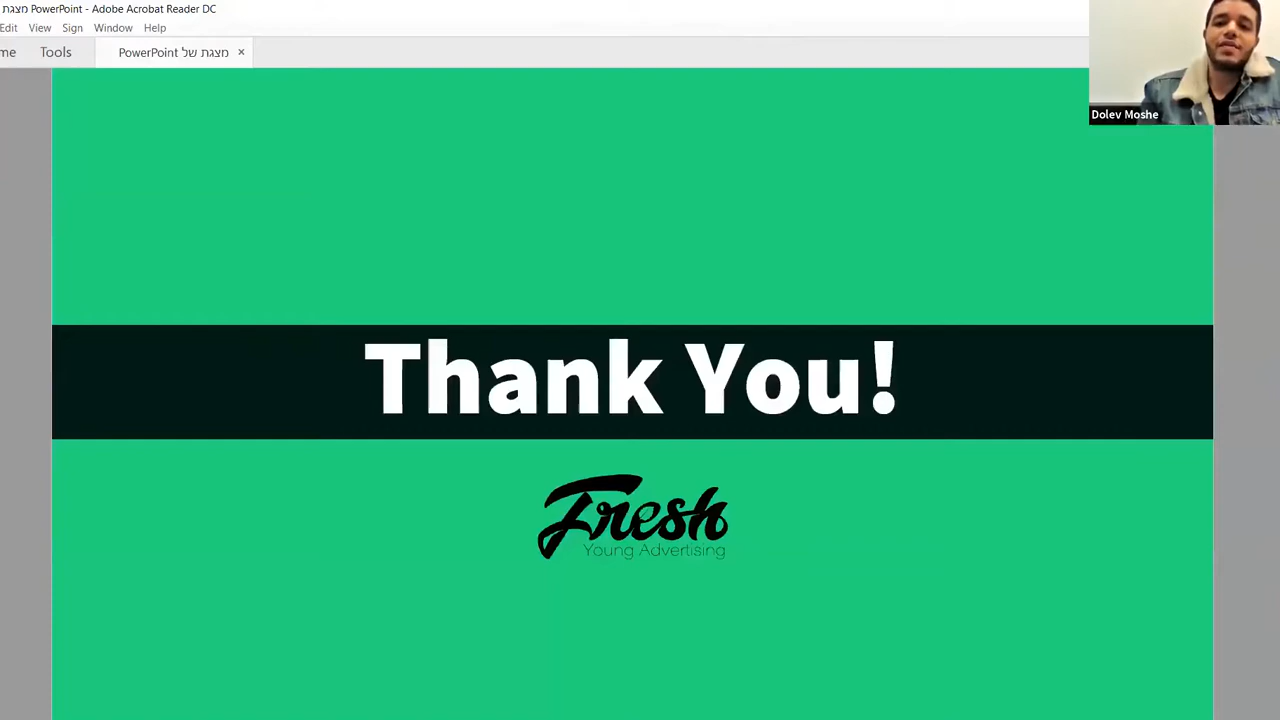 מצגת PowerPoint - Adobe Acrobat Reader DC
Edit View Sign Window Help
me Tools מצגת של PowerPoint ×
Dolev Moshe
Thank You!
Fresh
Young Advertising